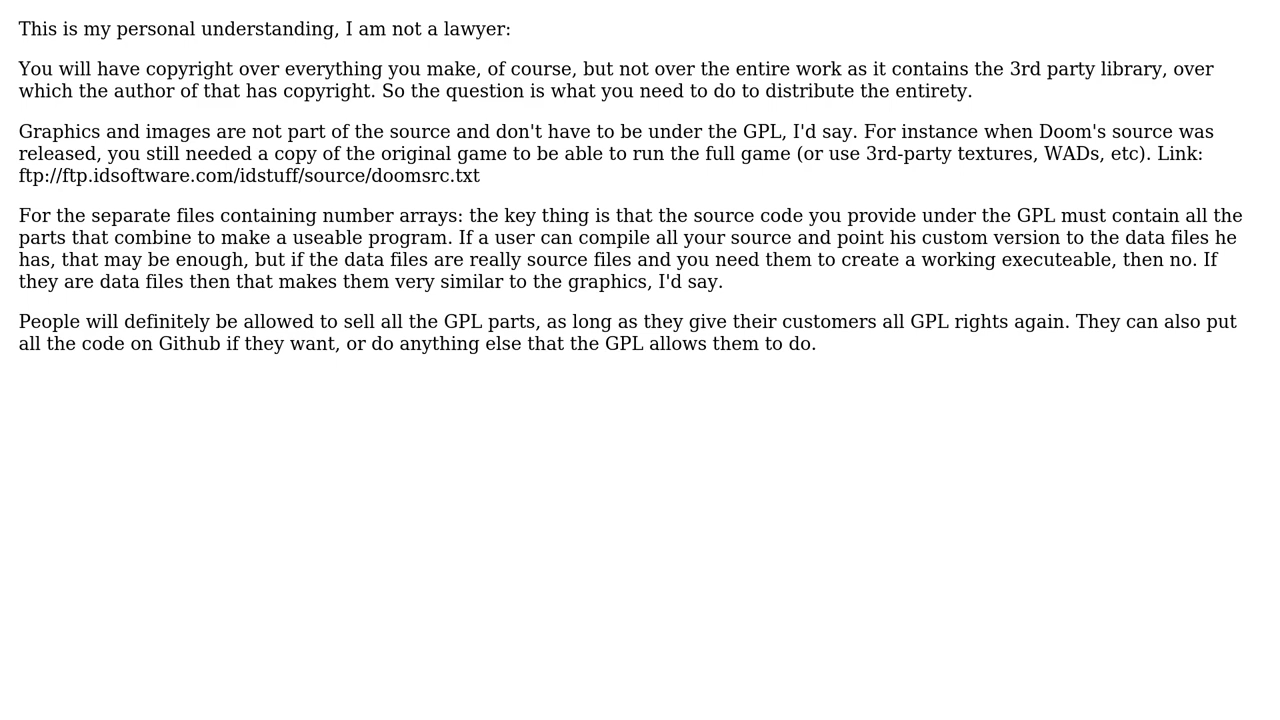 This is my personal understanding, I am not a lawyer:
You will have copyright over everything you make, of course, but not over the entire work as it contains the 3rd party library, over
which the author of that has copyright. So the question is what you need to do to distribute the entirety.
Graphics and images are not part of the source and don't have to be under the GPL, I'd say. For instance when Doom's source was
released, you still needed a copy of the original game to be able to run the full game (or use 3rd-party textures, WADs, etc). Link:
ftp://ftp.idsoftware.com/idstuff/source/doomsrc.txt
For the separate files containing number arrays: the key thing is that the source code you provide under the GPL must contain all the
parts that combine to make a useable program. If a user can compile all your source and point his custom version to the data files he
has, that may be enough, but if the data files are really source files and you need them to create a working executeable, then no. If
they are data files then that makes them very similar to the graphics, I'd say.
People will definitely be allowed to sell all the GPL parts, as long as they give their customers all GPL rights again. They can also put
all the code on Github if they want, or do anything else that the GPL allows them to do.